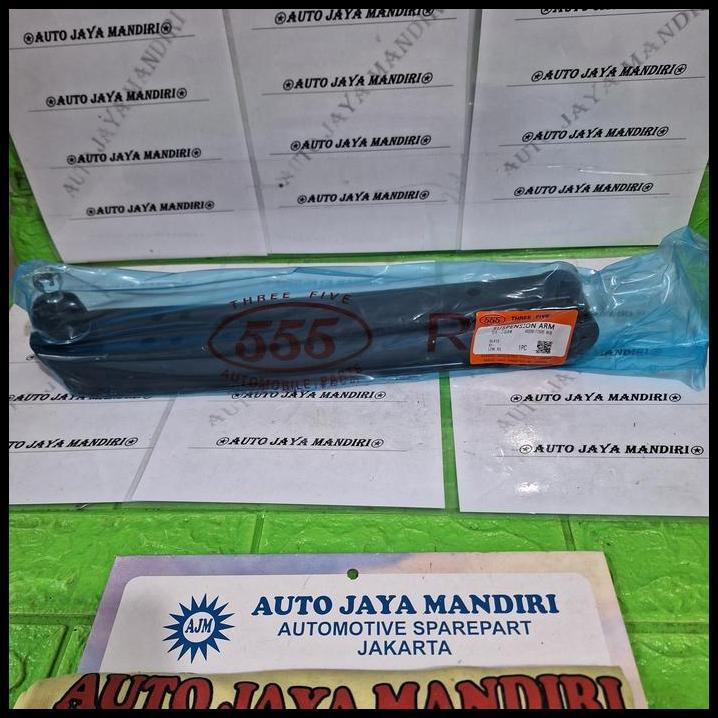 ⍟AUTO JAYA MANDIRI⍟
⍟AUTO JAYA MANDIRI⍟
⍟AUTO JAYA MANDIRI⍟
⍟AUTO JAYA MANDIRI⍟
⍟AUTO JAYA MANDIRI⍟
⍟AUTO JAYA MANDIRI⍟
⍟AUTO JAYA MANDIRI⍟
⍟AUTO JAYA MANDIRI⍟
⍟AUTO JAYA MANDIRI⍟
⍟AUTO JAYA MANDIRI⍟
⍟AUTO JAYA MANDIRI⍟
⍟AUTO JAYA MANDIRI⍟
THREE FIVE
555
AUTOMOBILE PARTS
R
555 THREE FIVE
SUSPENSION ARM
1PC
⍟AUTO JAYA MANDIRI⍟
⍟AUTO JAYA MANDIRI⍟
AUTO JAYA MANDIRI⍟
⍟AUTO JAYA MANDIRI⍟
⍟AUTO JAYA MANDIRI⍟
AJM
AUTO JAYA MANDIRI
AUTOMOTIVE SPAREPART
JAKARTA
AUTO JAYA MANDIRI